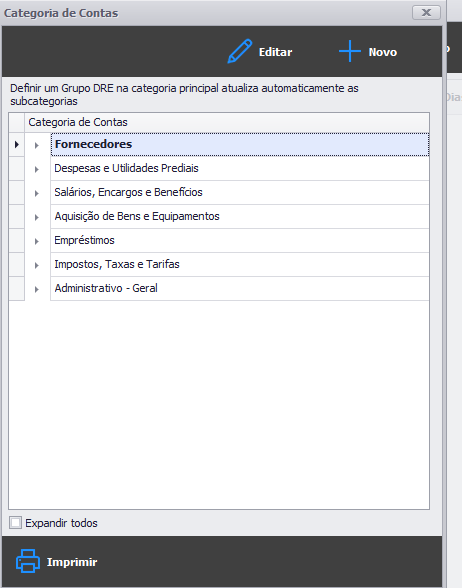 Categoria de Contas
Editar
Novo
Definir um Grupo DRE na categoria principal atualiza automaticamente as
subcategorias
Categoria de Contas
Fornecedores
Despesas e Utilidades Prediais
Salários, Encargos e Benefícios
Aquisição de Bens e Equipamentos
Empréstimos
Impostos, Taxas e Tarifas
Administrativo - Geral
Expandir todos
Imprimir